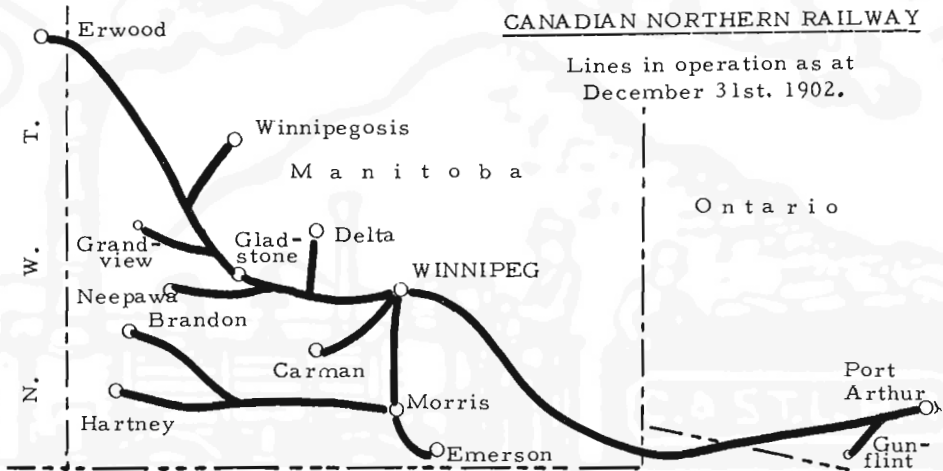 CANADIAN NORTHERN RAILWAY
Lines in operation as at
December 31st. 1902.
Erwood
N. W. T.
Winnipegosis
Manitoba
Ontario
Grand-
view
Glad-
stone
Delta
WINNIPEG
Neepawa
Brandon
Carman
Hartney
Morris
Emerson
Port
Arthur
Gun-
flint